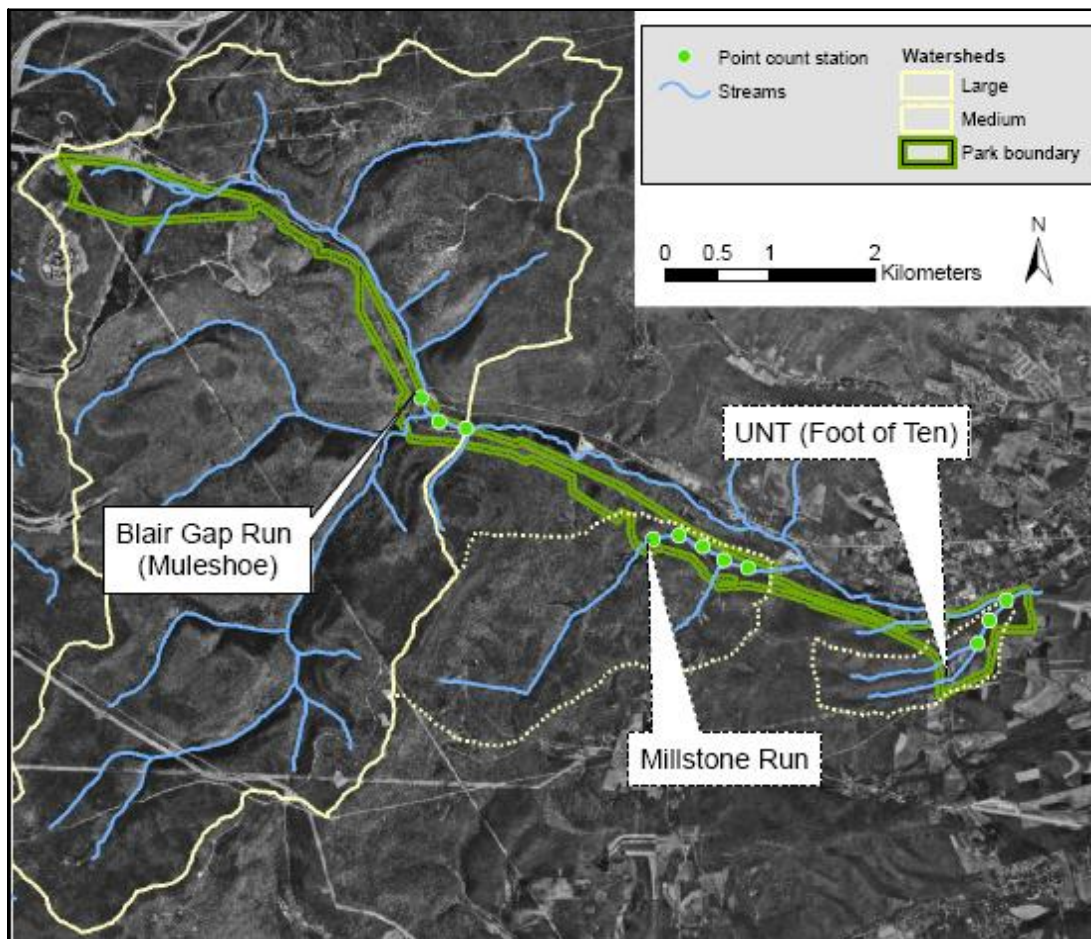 Point count station
Streams
Watersheds
Large
Medium
Park boundary
N
0 0.5 1 2
Kilometers
UNT (Foot of Ten)
Blair Gap Run
(Muleshoe)
Millstone Run